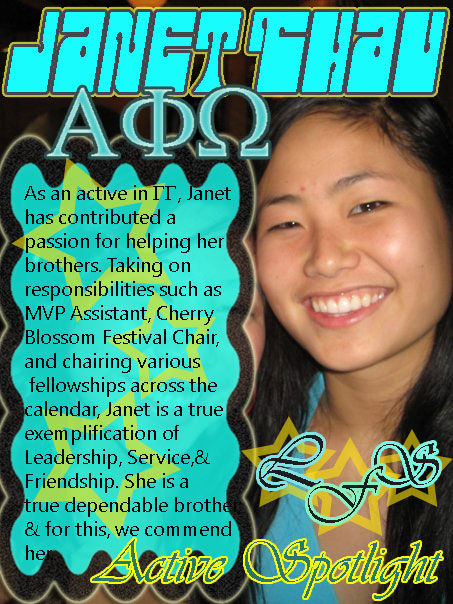 JANET THAU
ΑΦΩ
As an active in ΓΓ, Janet
has contributed a
passion for helping her
brothers. Taking on
responsibilities such as
MVP Assistant, Cherry
Blossom Festival Chair,
and chairing various
fellowships across the
calendar, Janet is a true
exemplification of
Leadership, Service,&
Friendship. She is a
true dependable brother
& for this, we commend
her
LFS
Active Spotlight